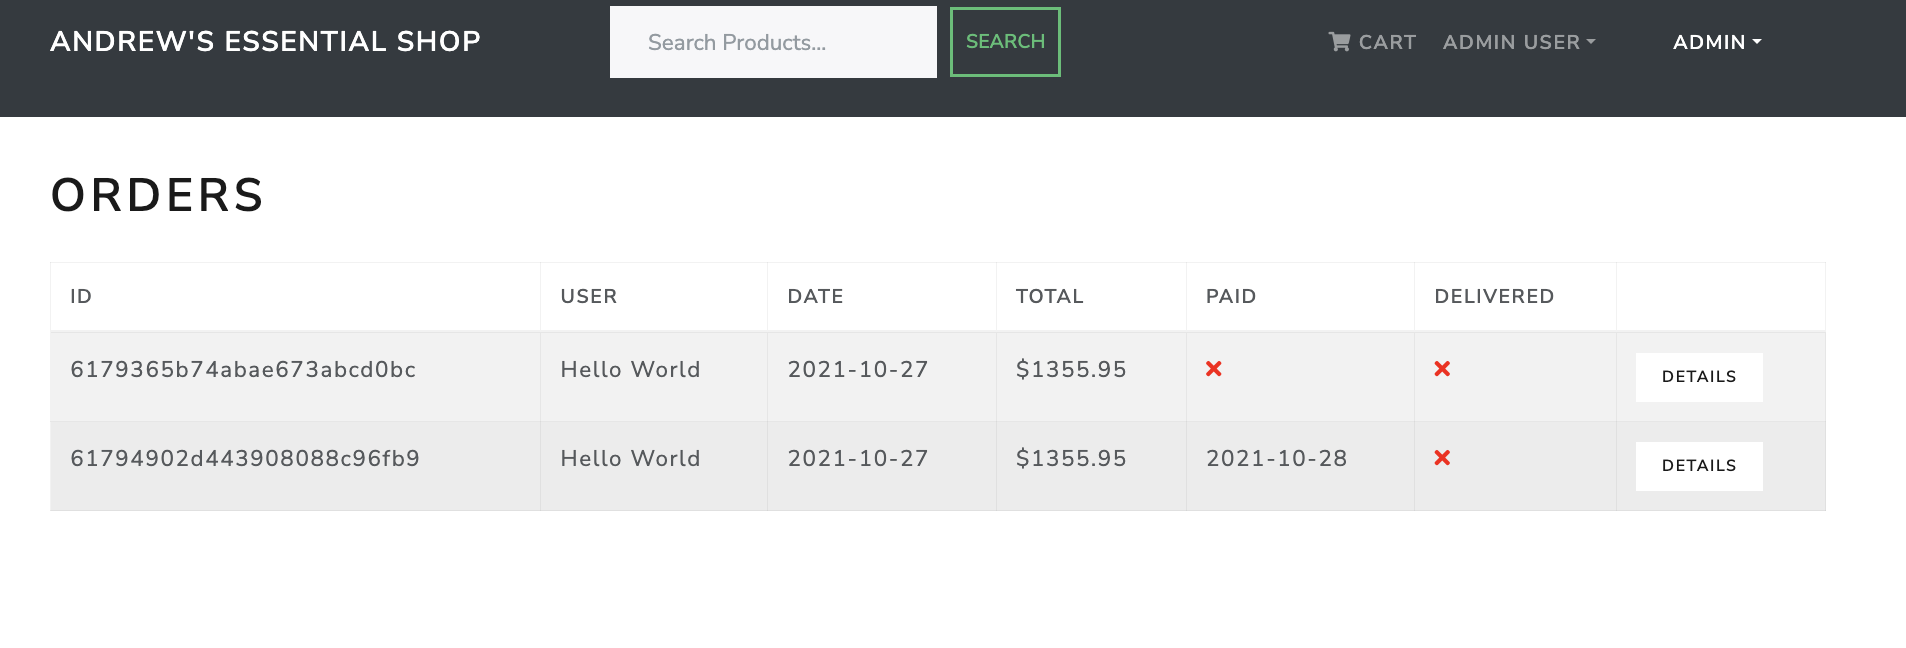 ANDREW'S ESSENTIAL SHOP Search Products... SEARCH CART ADMIN USER ADMIN
ORDERS
ID USER DATE TOTAL PAID DELIVERED
6179365b74abae673abcd0bc Hello World 2021-10-27 $1355.95 DETAILS
61794902d443908088c96fb9 Hello World 2021-10-27 $1355.95 2021-10-28 DETAILS